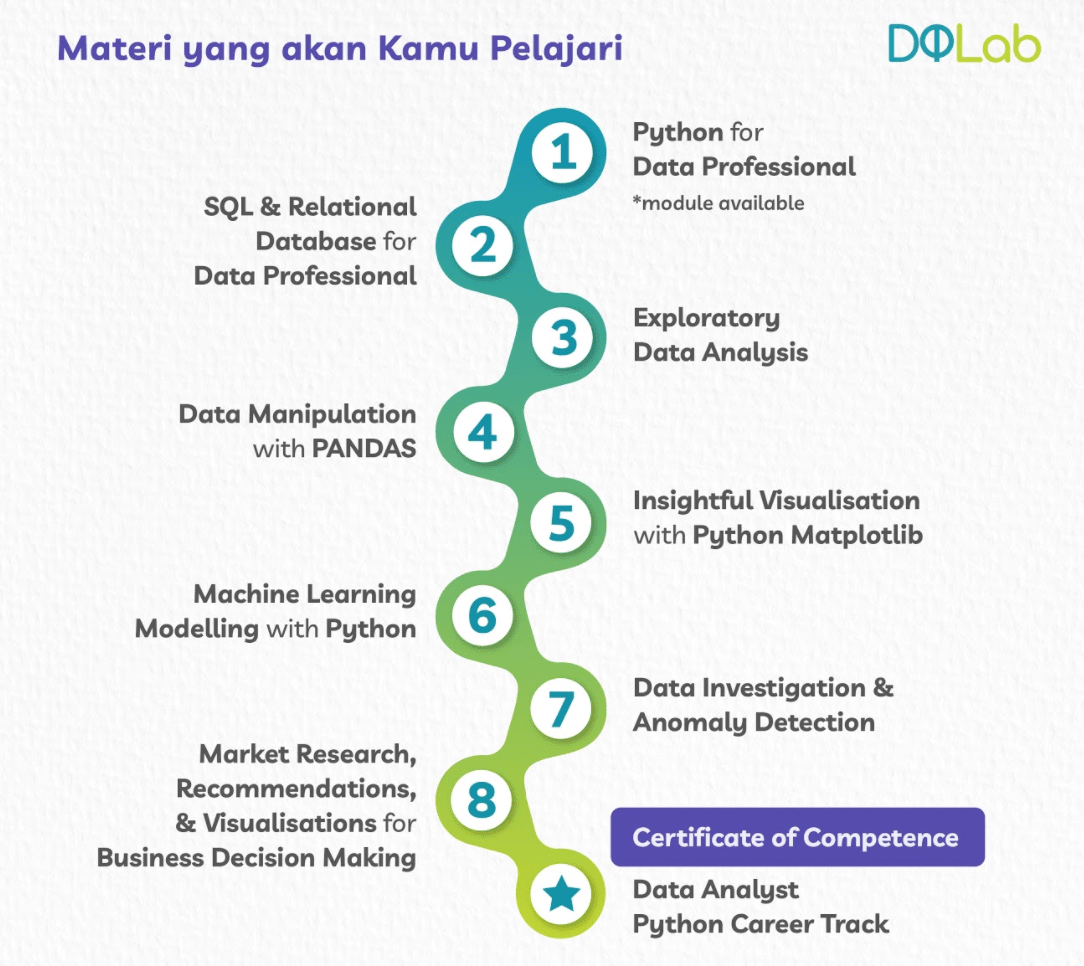 Materi yang akan Kamu Pelajari
DQLab
1
Python for
Data Professional
*module available
SQL & Relational
Database for
Data Professional
2
3
Exploratory
Data Analysis
Data Manipulation
with PANDAS
4
5
Insightful Visualisation
with Python Matplotlib
Machine Learning
Modelling with Python
6
7
Data Investigation &
Anomaly Detection
Market Research,
Recommendations,
& Visualisations for
Business Decision Making
8
Certificate of Competence
Data Analyst
Python Career Track